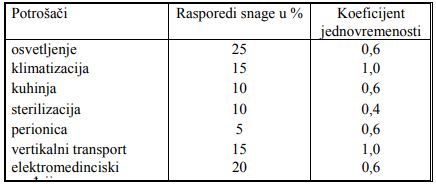 Potrošači Rasporedi snage u % Koeficijent
jednovremenosti
osvetljenje 25 0,6
klimatizacija 15 1,0
kuhinja 10 0,6
sterilizacija 10 0,4
perionica 5 0,6
vertikalni transport 15 1,0
elektromedinciski 20 0,6